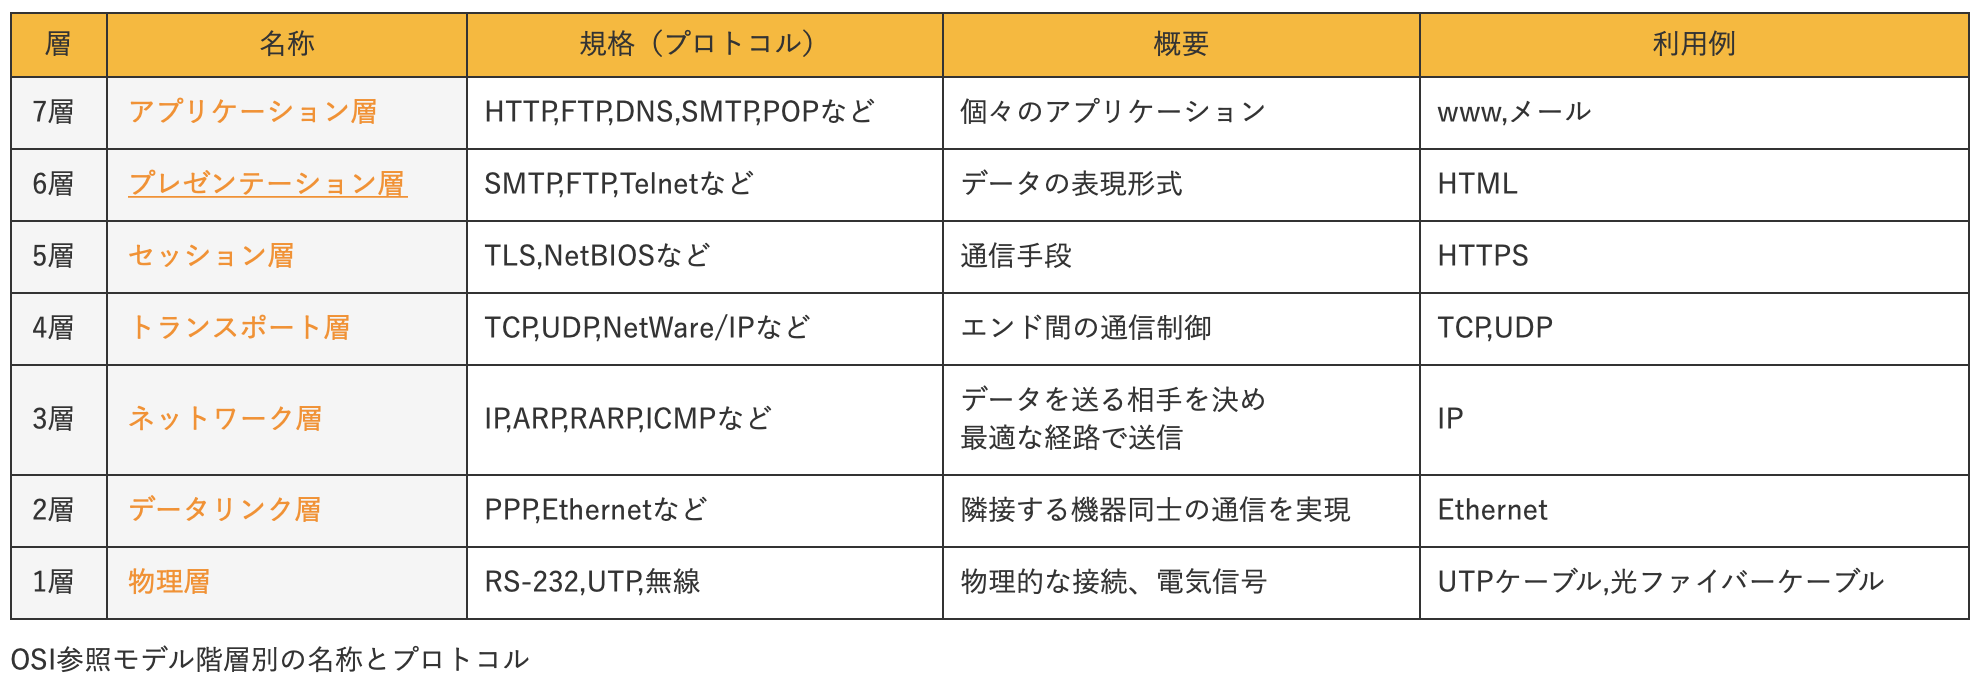 層 名称 規格（プロトコル） 概要 利用例
7層 アプリケーション層 HTTP,FTP,DNS,SMTP,POPなど 個々のアプリケーション www,メール
6層 プレゼンテーション層 SMTP,FTP,Telnetなど データの表現形式 HTML
5層 セッション層 TLS,NetBIOSなど 通信手段 HTTPS
4層 トランスポート層 TCP,UDP,NetWare/IPなど エンド間の通信制御 TCP,UDP
3層 ネットワーク層 IP,ARP,RARP,ICMPなど データを送る相手を決め
最適な経路で送信 IP
2層 データリンク層 PPP,Ethernetなど 隣接する機器同士の通信を実現 Ethernet
1層 物理層 RS-232,UTP,無線 物理的な接続、電気信号 UTPケーブル,光ファイバーケーブル
OSI参照モデル階層別の名称とプロトコル